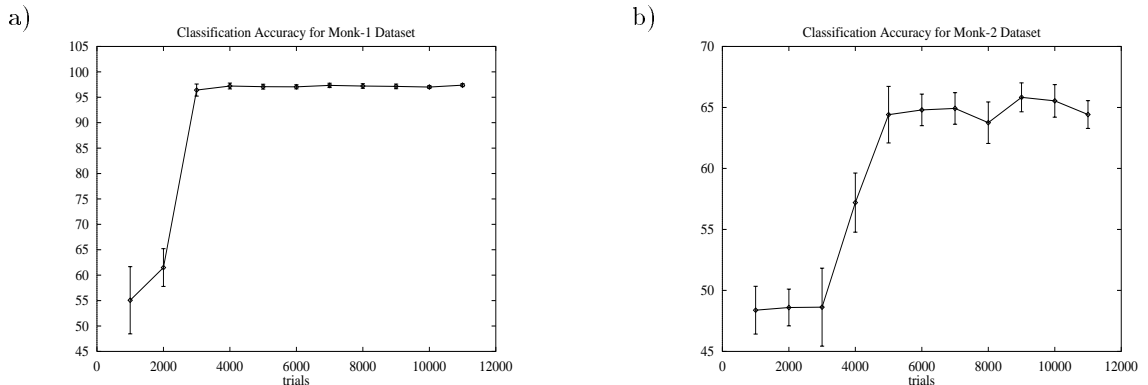 a)
Classification Accuracy for Monk-1 Dataset
105
100
95
90
85
80
75
70
65
60
55
50
45
0 2000 4000 6000 8000 10000 12000
trials
b)
Classification Accuracy for Monk-2 Dataset
70
65
60
55
50
45
0 2000 4000 6000 8000 10000 12000
trials